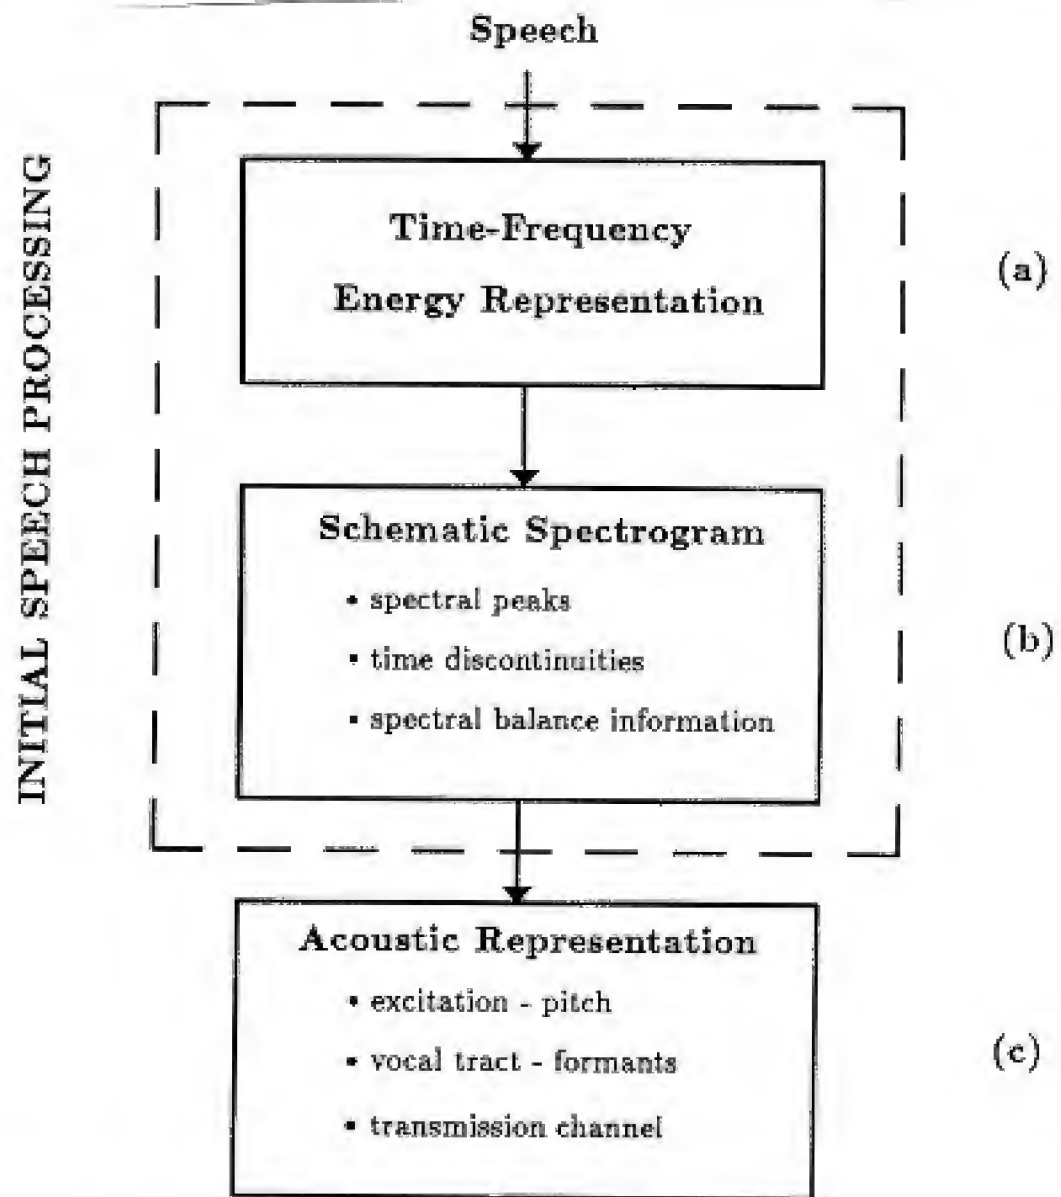 Speech
INITIAL SPEECH PROCESSING
Time-Frequency
Energy Representation
(a)
Schematic Spectrogram
• spectral peaks
• time discontinuities
• spectral balance information
(b)
Acoustic Representation
• excitation - pitch
• vocal tract - formants
• transmission channel
(c)